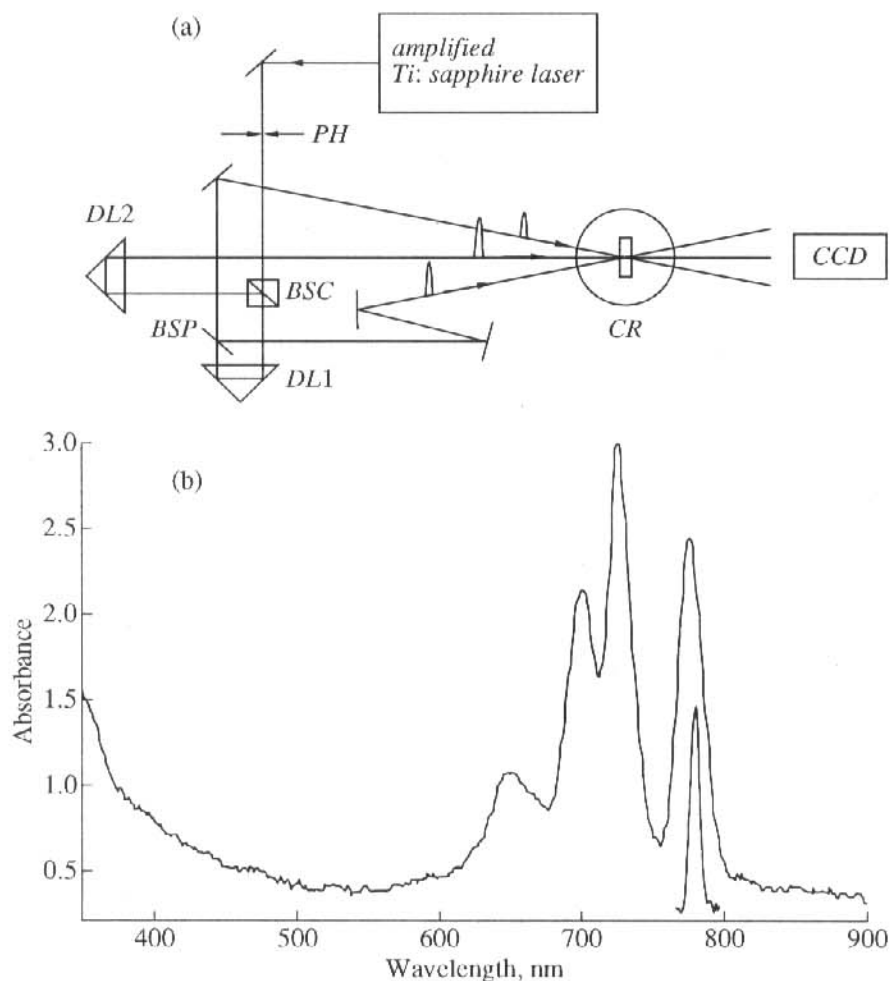 (a)
amplified
Ti: sapphire laser
PH
DL2
BSC
BSP
DL1
CR
CCD
(b)
3.0
2.5
2.0
1.5
1.0
0.5
Absorbance
400 500 600 700 800 900
Wavelength, nm